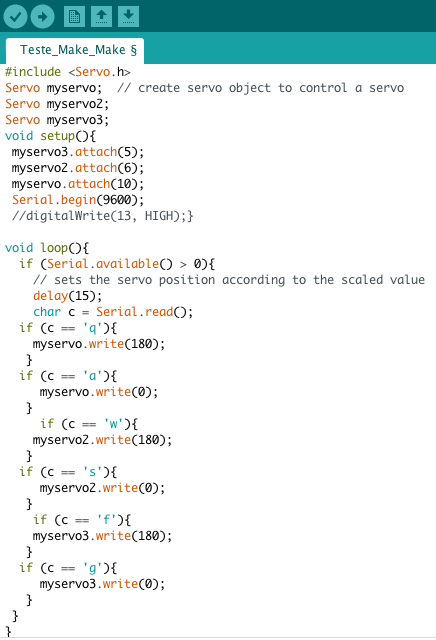 Teste_Make_Make §
#include <Servo.h>
Servo myservo;  // create servo object to control a servo
Servo myservo2;
Servo myservo3;
void setup(){
 myservo3.attach(5);
 myservo2.attach(6);
 myservo.attach(10);
 Serial.begin(9600);
 //digitalWrite(13, HIGH);}

void loop(){
  if (Serial.available() > 0){
    // sets the servo position according to the scaled value
    delay(15);
    char c = Serial.read();
  if (c == 'q'){
    myservo.write(180);
   }
  if (c == 'a'){
     myservo.write(0);
   }
     if (c == 'w'){
    myservo2.write(180);
   }
  if (c == 's'){
     myservo2.write(0);
   }
    if (c == 'f'){
    myservo3.write(180);
   }
  if (c == 'g'){
     myservo3.write(0);
   }
 }
}